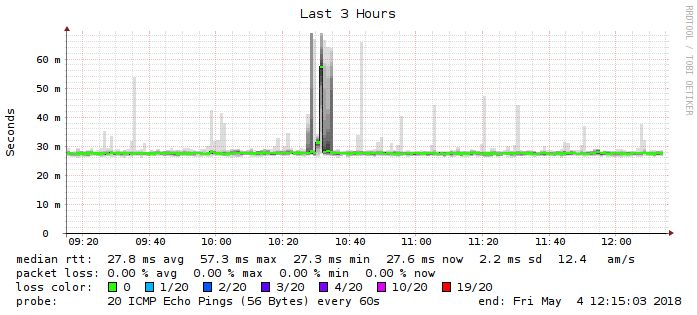 Last 3 Hours
RRDTOOL / TOBI OETIKER
Seconds
60 m
50 m
40 m
30 m
20 m
10 m
0
09:20 09:40 10:00 10:20 10:40 11:00 11:20 11:40 12:00
median rtt: 27.8 ms avg 57.3 ms max 27.3 ms min 27.6 ms now 2.2 ms sd 12.4 am/s
packet loss: 0.00 % avg 0.00 % max 0.00 % min 0.00 % now
loss color: 0 1/20 2/20 3/20 4/20 10/20 19/20
probe: 20 ICMP Echo Pings (56 Bytes) every 60s end: Fri May 4 12:15:03 2018